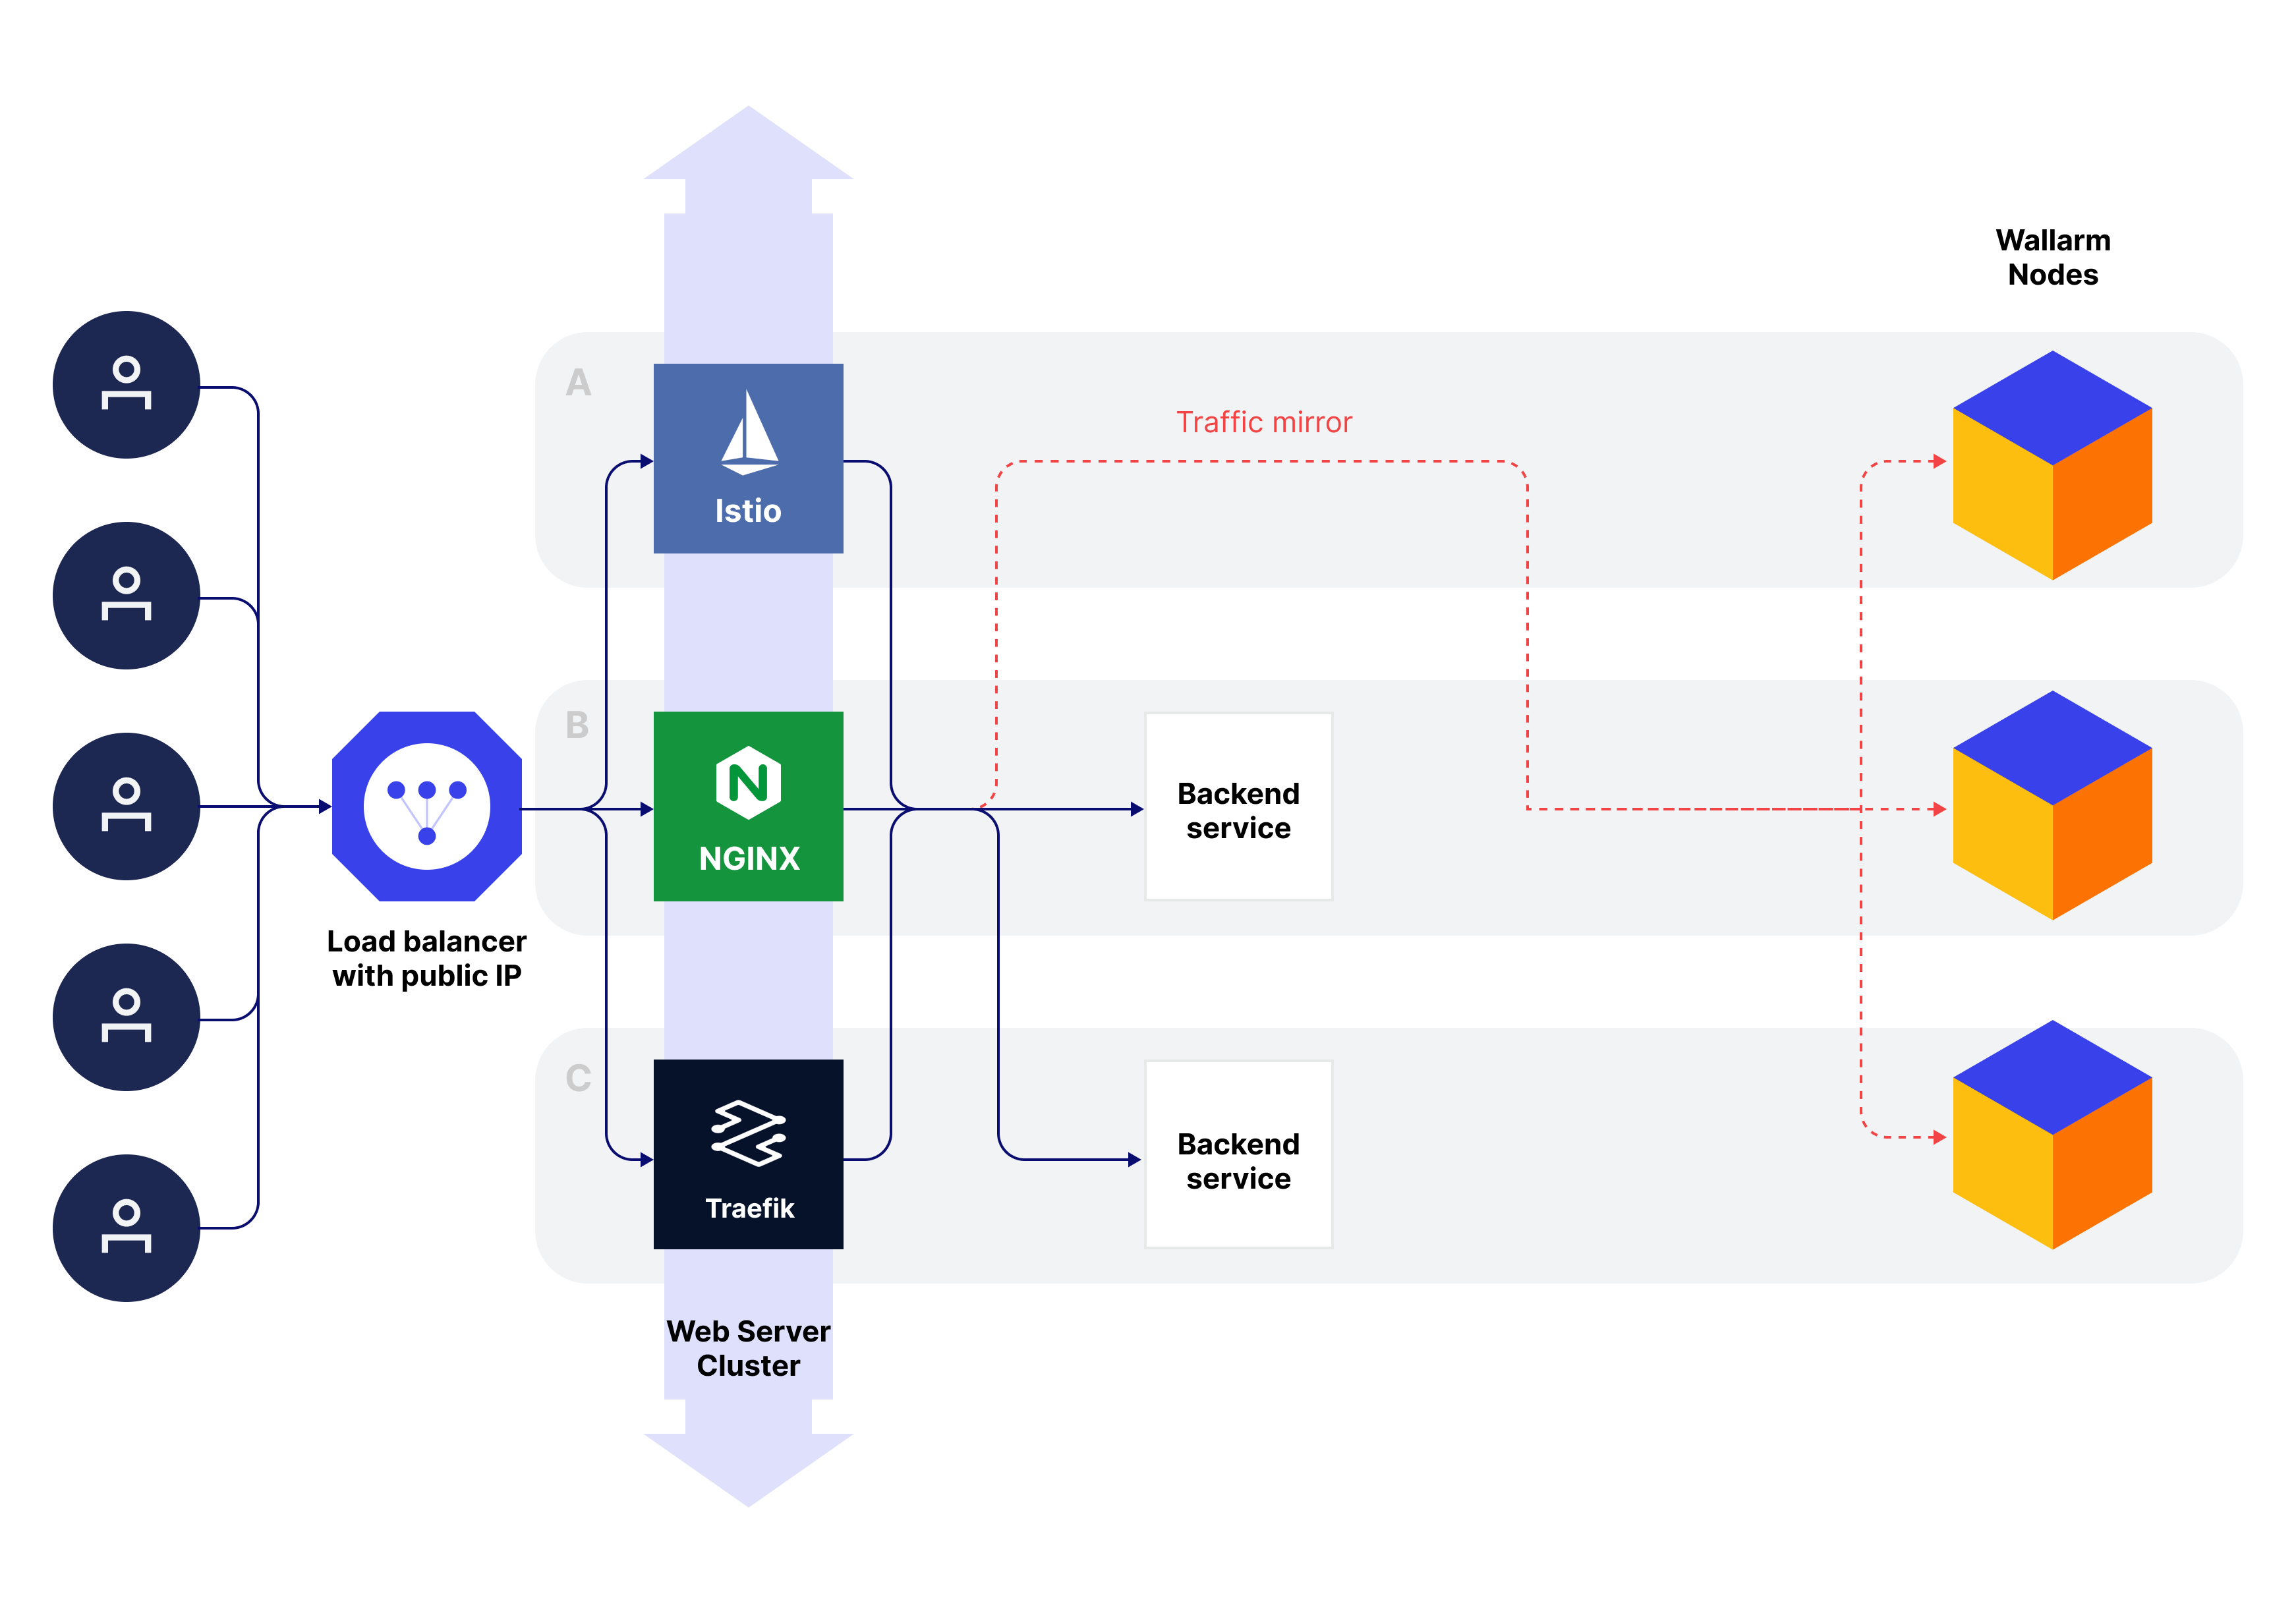 Wallarm
Nodes
A
Traffic mirror
Istio
B
NGINX
Backend
service
Load balancer
with public IP
C
Traefik
Backend
service
Web Server
Cluster